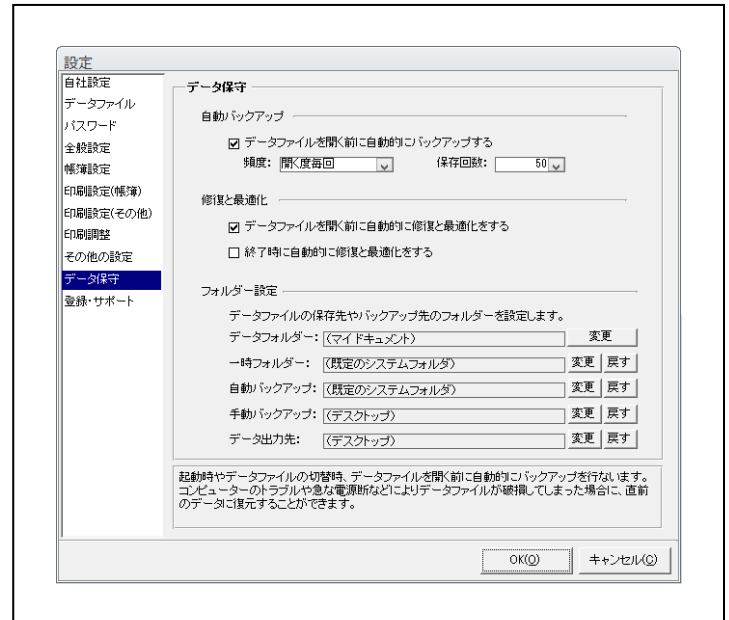 設定
自社設定
データファイル
パスワード
全般設定
帳簿設定
印刷設定(帳簿)
印刷設定(その他)
印刷調整
その他の設定
データ保守
登録・サポート
データ保守
自動バックアップ
データファイルを開く前に自動的にバックアップする
頻度: 開く度毎回 保存回数: 50
修復と最適化
データファイルを開く前に自動的に修復と最適化をする
終了時に自動的に修復と最適化をする
フォルダー設定
データファイルの保存先やバックアップ先のフォルダーを設定します。
データフォルダー: (マイドキュメント) 変更
一時フォルダー: (既定のシステムフォルダ) 変更 戻す
自動バックアップ: (既定のシステムフォルダ) 変更 戻す
手動バックアップ: (デスクトップ) 変更 戻す
データ出力先: (デスクトップ) 変更 戻す
起動時やデータファイルの切替時、データファイルを開く前に自動的にバックアップを行ないます。
コンピューターのトラブルや急な電源断などによりデータファイルが破損してしまった場合に、直前
のデータに復元することができます。
OK(O) キャンセル(C)